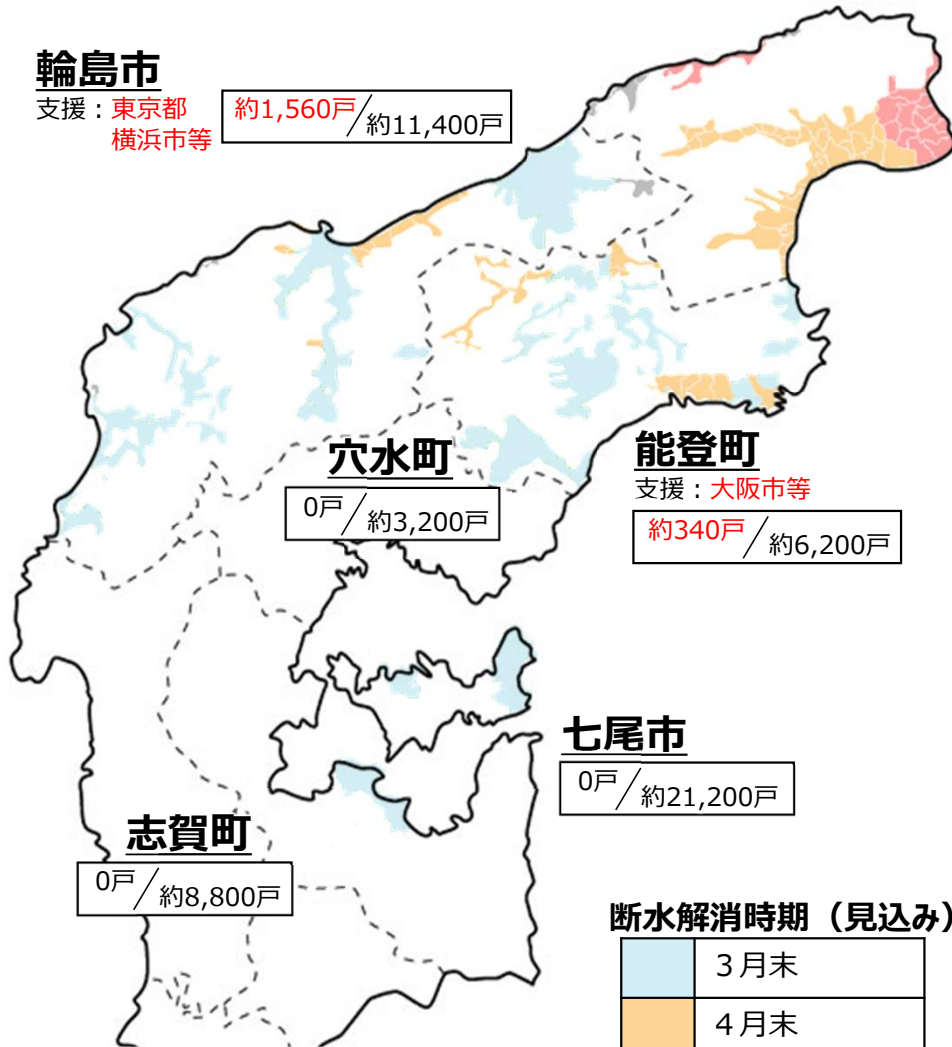 輪島市
支援：東京都
横浜市等
約1,560戸/約11,400戸
穴水町
0戸/約3,200戸
能登町
支援：大阪市等
約340戸/約6,200戸
七尾市
0戸/約21,200戸
志賀町
0戸/約8,800戸
断水解消時期（見込み）
３月末
４月末